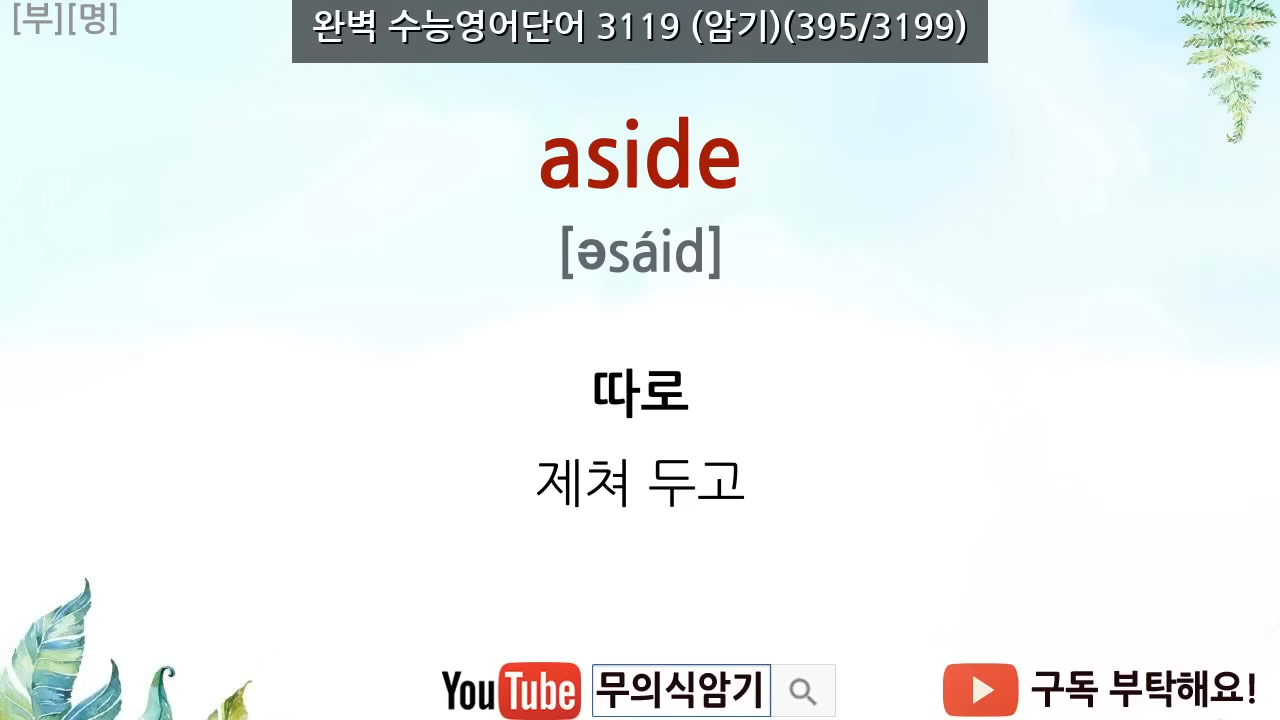 [부][명]
완벽 수능영어단어 3119 (암기)(395/3199)
aside
[əsáid]
따로
제쳐 두고
YouTube 무의식암기
구독 부탁해요!